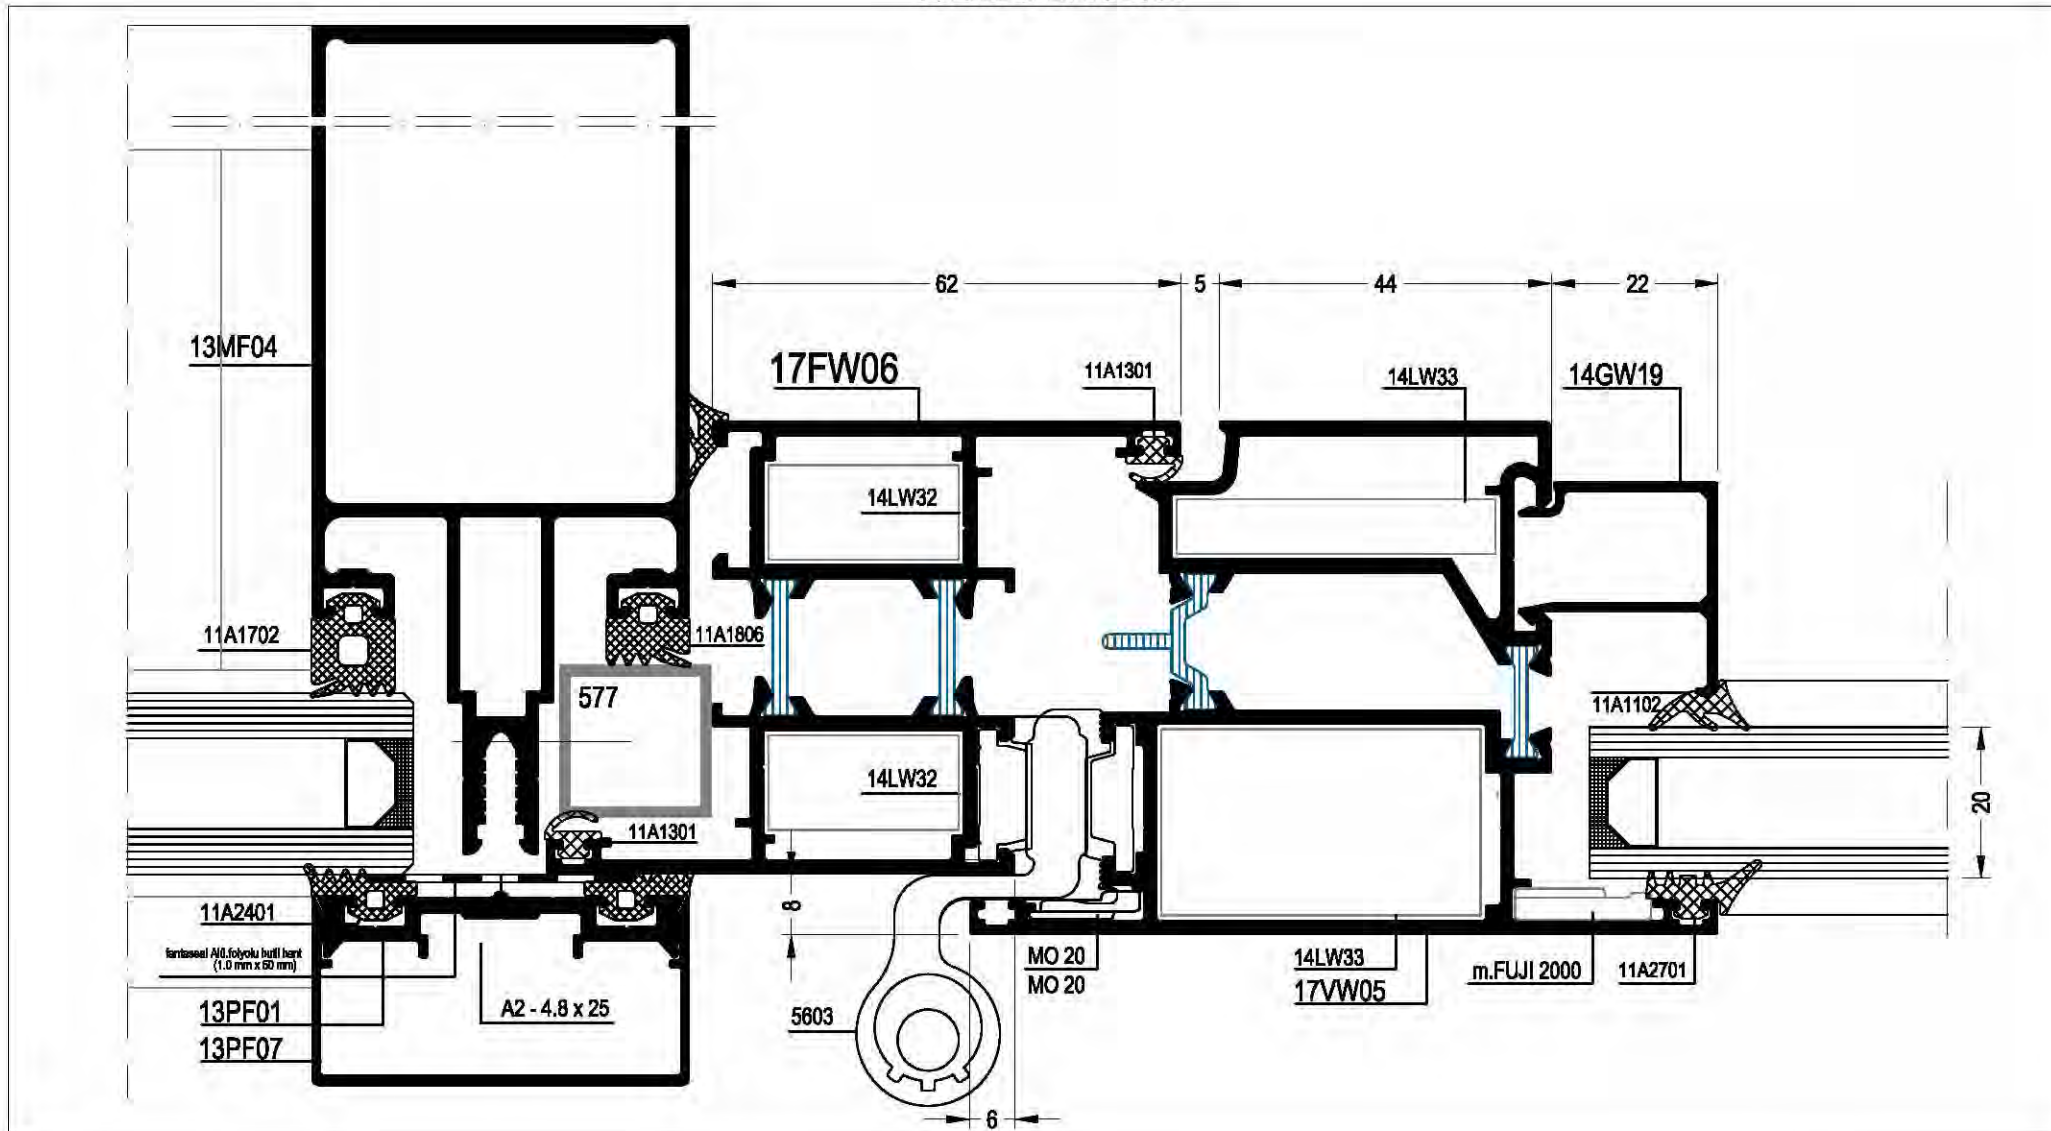 62
5
44
22
13MF04
17FW06
11A1301
14LW33
14GW19
14LW32
11A1702
11A1806
577
11A1102
14LW32
20
11A1301
8
11A2401
fantaseal Alü.folyolu butil bant
(1.0 mm x 50 mm)
MO 20
MO 20
14LW33
17VW05
m.FUJI 2000
11A2701
13PF01
13PF07
A2 - 4.8 x 25
5603
6